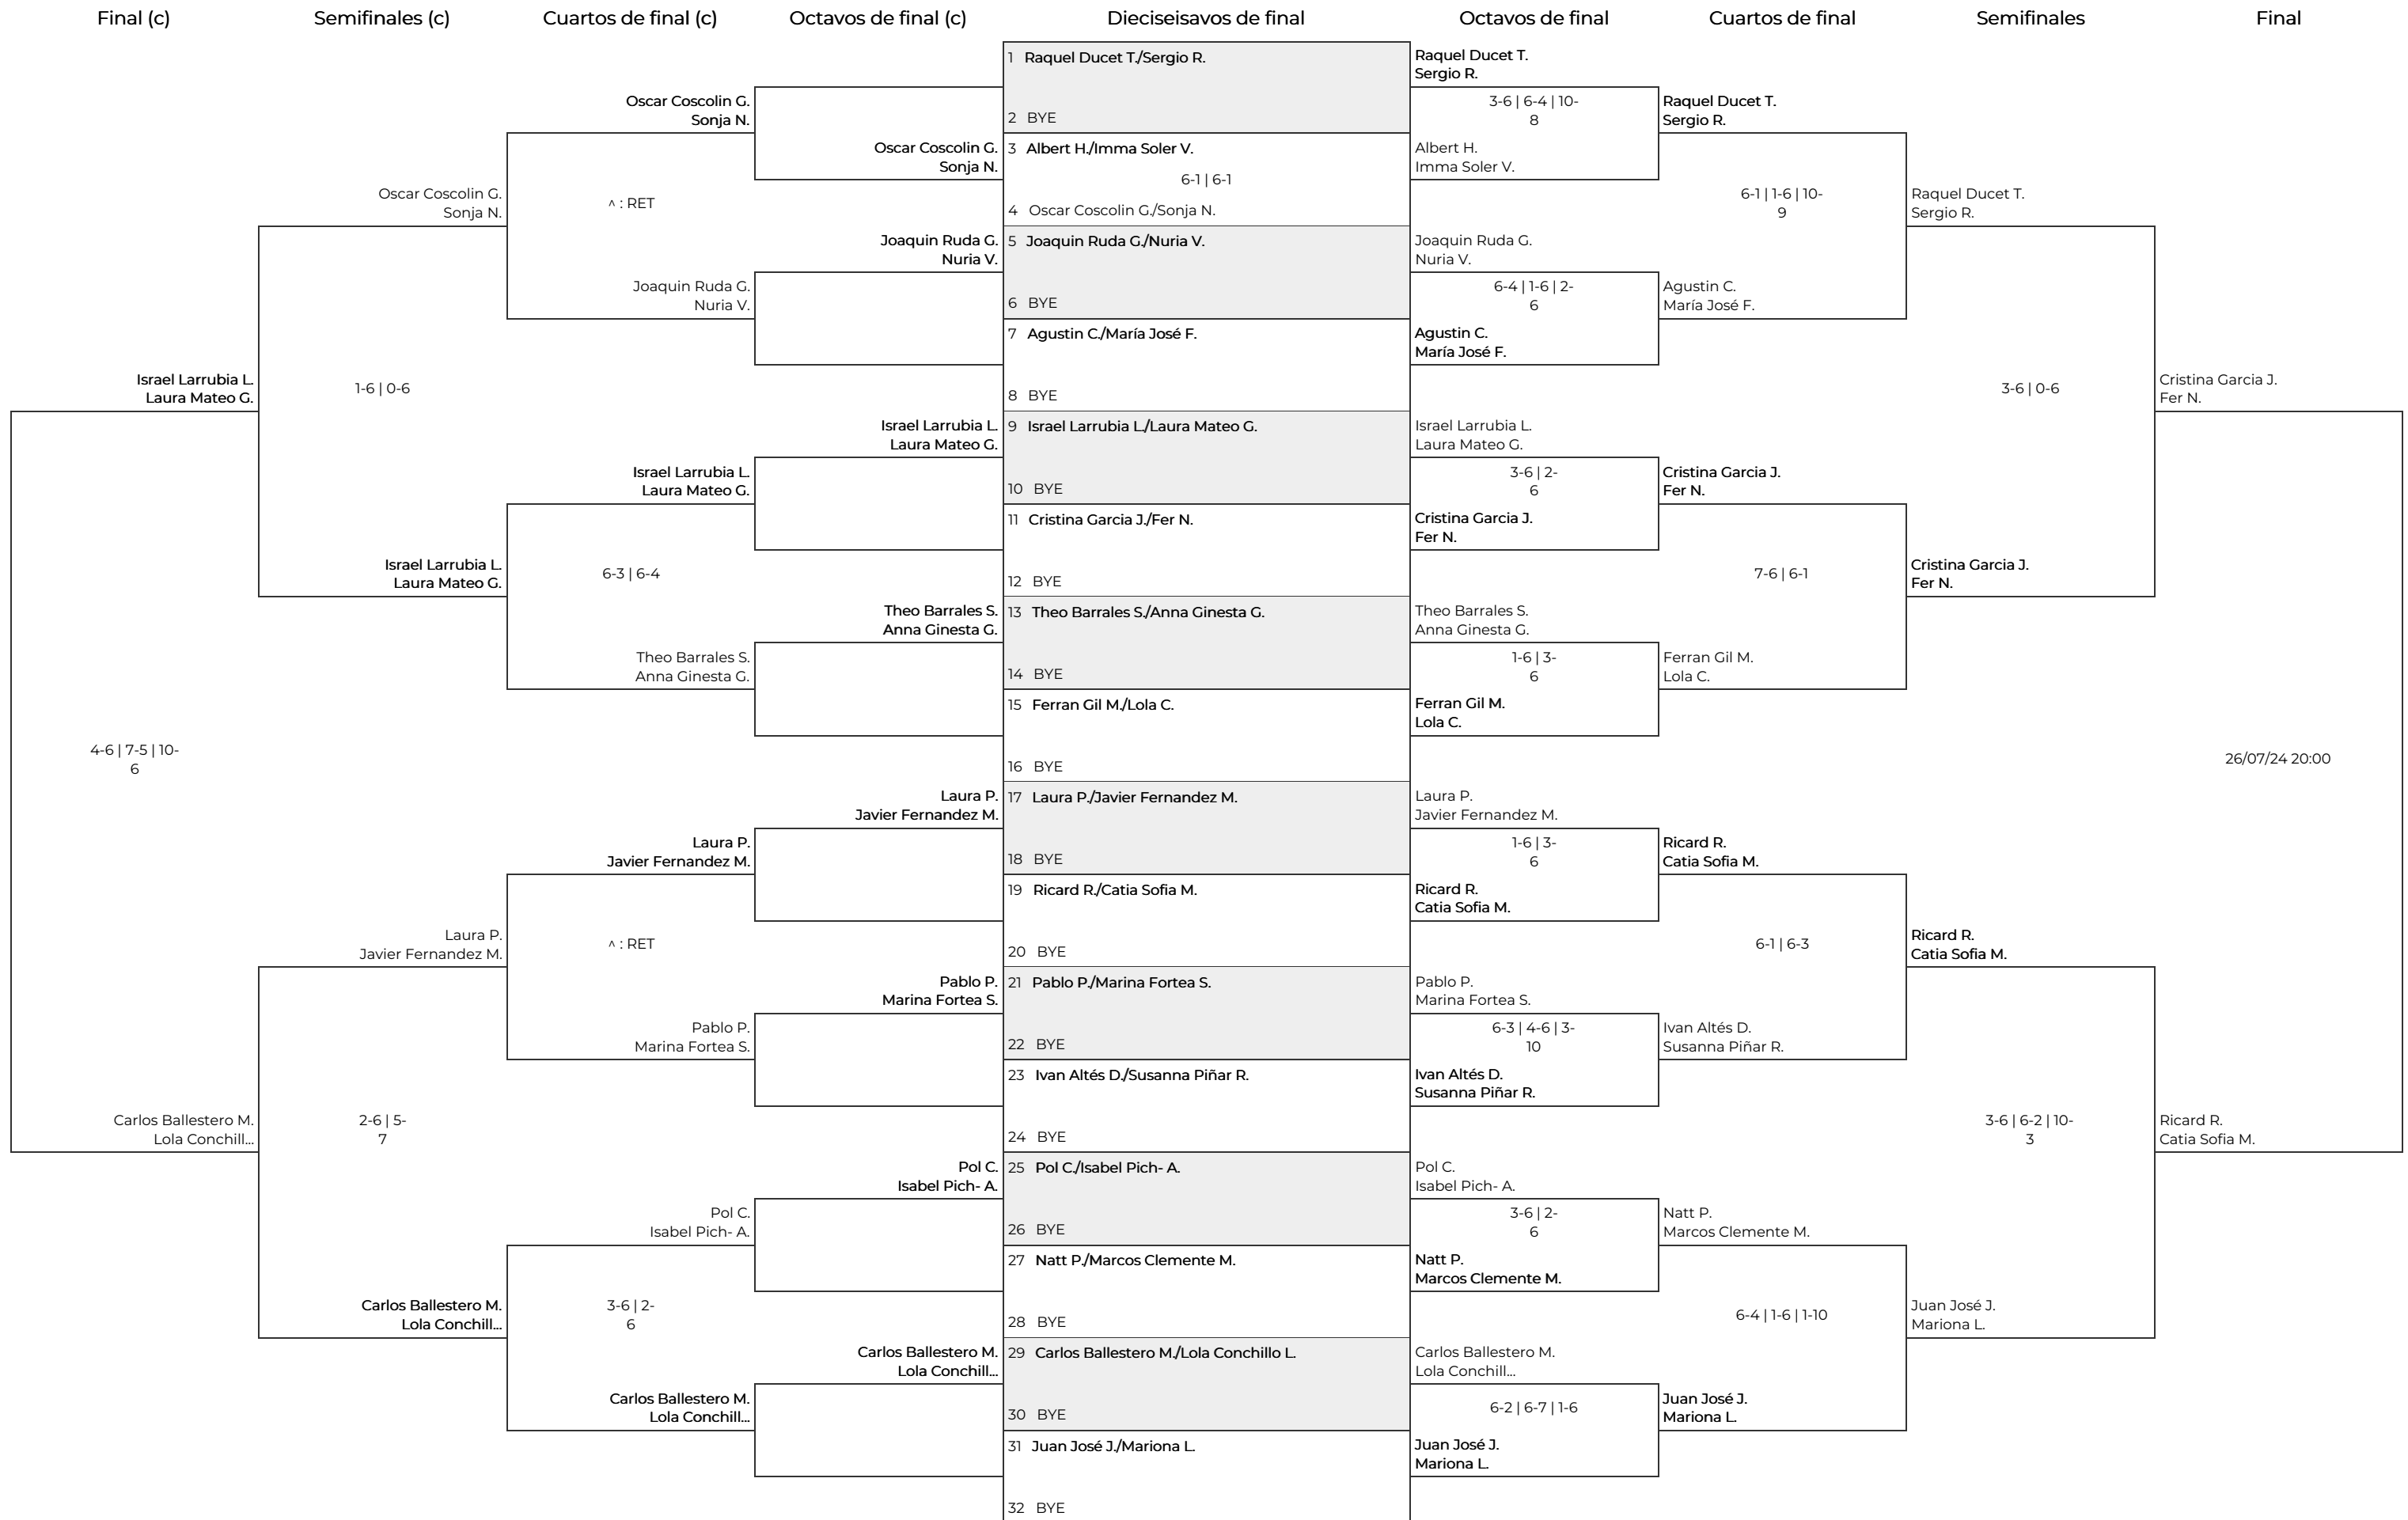 Final (c)
Semifinales (c)
Cuartos de final (c)
Octavos de final (c)
Dieciseisavos de final
Octavos de final
Cuartos de final
Semifinales
Final
Israel Larrubia L.
Laura Mateo G.
4-6 | 7-5 | 10-
6
Carlos Ballestero M.
Lola Conchill...
Oscar Coscolin G.
Sonja N.
1-6 | 0-6
Israel Larrubia L.
Laura Mateo G.
Laura P.
Javier Fernandez M.
2-6 | 5-
7
Carlos Ballestero M.
Lola Conchill...
Oscar Coscolin G.
Sonja N.
^ : RET
Joaquin Ruda G.
Nuria V.
Israel Larrubia L.
Laura Mateo G.
6-3 | 6-4
Theo Barrales S.
Anna Ginesta G.
Laura P.
Javier Fernandez M.
^ : RET
Pablo P.
Marina Fortea S.
Pol C.
Isabel Pich- A.
3-6 | 2-
6
Carlos Ballestero M.
Lola Conchill...
Oscar Coscolin G.
Sonja N.
Joaquin Ruda G.
Nuria V.
Israel Larrubia L.
Laura Mateo G.
Theo Barrales S.
Anna Ginesta G.
Laura P.
Javier Fernandez M.
Pablo P.
Marina Fortea S.
Pol C.
Isabel Pich- A.
Carlos Ballestero M.
Lola Conchill...
1 Raquel Ducet T./Sergio R.
2 BYE
3 Albert H./Imma Soler V.
6-1 | 6-1
4 Oscar Coscolin G./Sonja N.
5 Joaquin Ruda G./Nuria V.
6 BYE
7 Agustin C./María José F.
8 BYE
9 Israel Larrubia L./Laura Mateo G.
10 BYE
11 Cristina Garcia J./Fer N.
12 BYE
13 Theo Barrales S./Anna Ginesta G.
14 BYE
15 Ferran Gil M./Lola C.
16 BYE
17 Laura P./Javier Fernandez M.
18 BYE
19 Ricard R./Catia Sofia M.
20 BYE
21 Pablo P./Marina Fortea S.
22 BYE
23 Ivan Altés D./Susanna Piñar R.
24 BYE
25 Pol C./Isabel Pich- A.
26 BYE
27 Natt P./Marcos Clemente M.
28 BYE
29 Carlos Ballestero M./Lola Conchillo L.
30 BYE
31 Juan José J./Mariona L.
32 BYE
Raquel Ducet T.
Sergio R.
3-6 | 6-4 | 10-
8
Albert H.
Imma Soler V.
Joaquin Ruda G.
Nuria V.
6-4 | 1-6 | 2-
6
Agustin C.
María José F.
Israel Larrubia L.
Laura Mateo G.
3-6 | 2-
6
Cristina Garcia J.
Fer N.
Theo Barrales S.
Anna Ginesta G.
1-6 | 3-
6
Ferran Gil M.
Lola C.
Laura P.
Javier Fernandez M.
1-6 | 3-
6
Ricard R.
Catia Sofia M.
Pablo P.
Marina Fortea S.
6-3 | 4-6 | 3-
10
Ivan Altés D.
Susanna Piñar R.
Pol C.
Isabel Pich- A.
3-6 | 2-
6
Natt P.
Marcos Clemente M.
Carlos Ballestero M.
Lola Conchill...
6-2 | 6-7 | 1-6
Juan José J.
Mariona L.
Raquel Ducet T.
Sergio R.
6-1 | 1-6 | 10-
9
Agustin C.
María José F.
Cristina Garcia J.
Fer N.
7-6 | 6-1
Ferran Gil M.
Lola C.
Ricard R.
Catia Sofia M.
6-1 | 6-3
Ivan Altés D.
Susanna Piñar R.
Natt P.
Marcos Clemente M.
6-4 | 1-6 | 1-10
Juan José J.
Mariona L.
Raquel Ducet T.
Sergio R.
3-6 | 0-6
Cristina Garcia J.
Fer N.
Ricard R.
Catia Sofia M.
3-6 | 6-2 | 10-
3
Juan José J.
Mariona L.
Cristina Garcia J.
Fer N.
26/07/24 20:00
Ricard R.
Catia Sofia M.